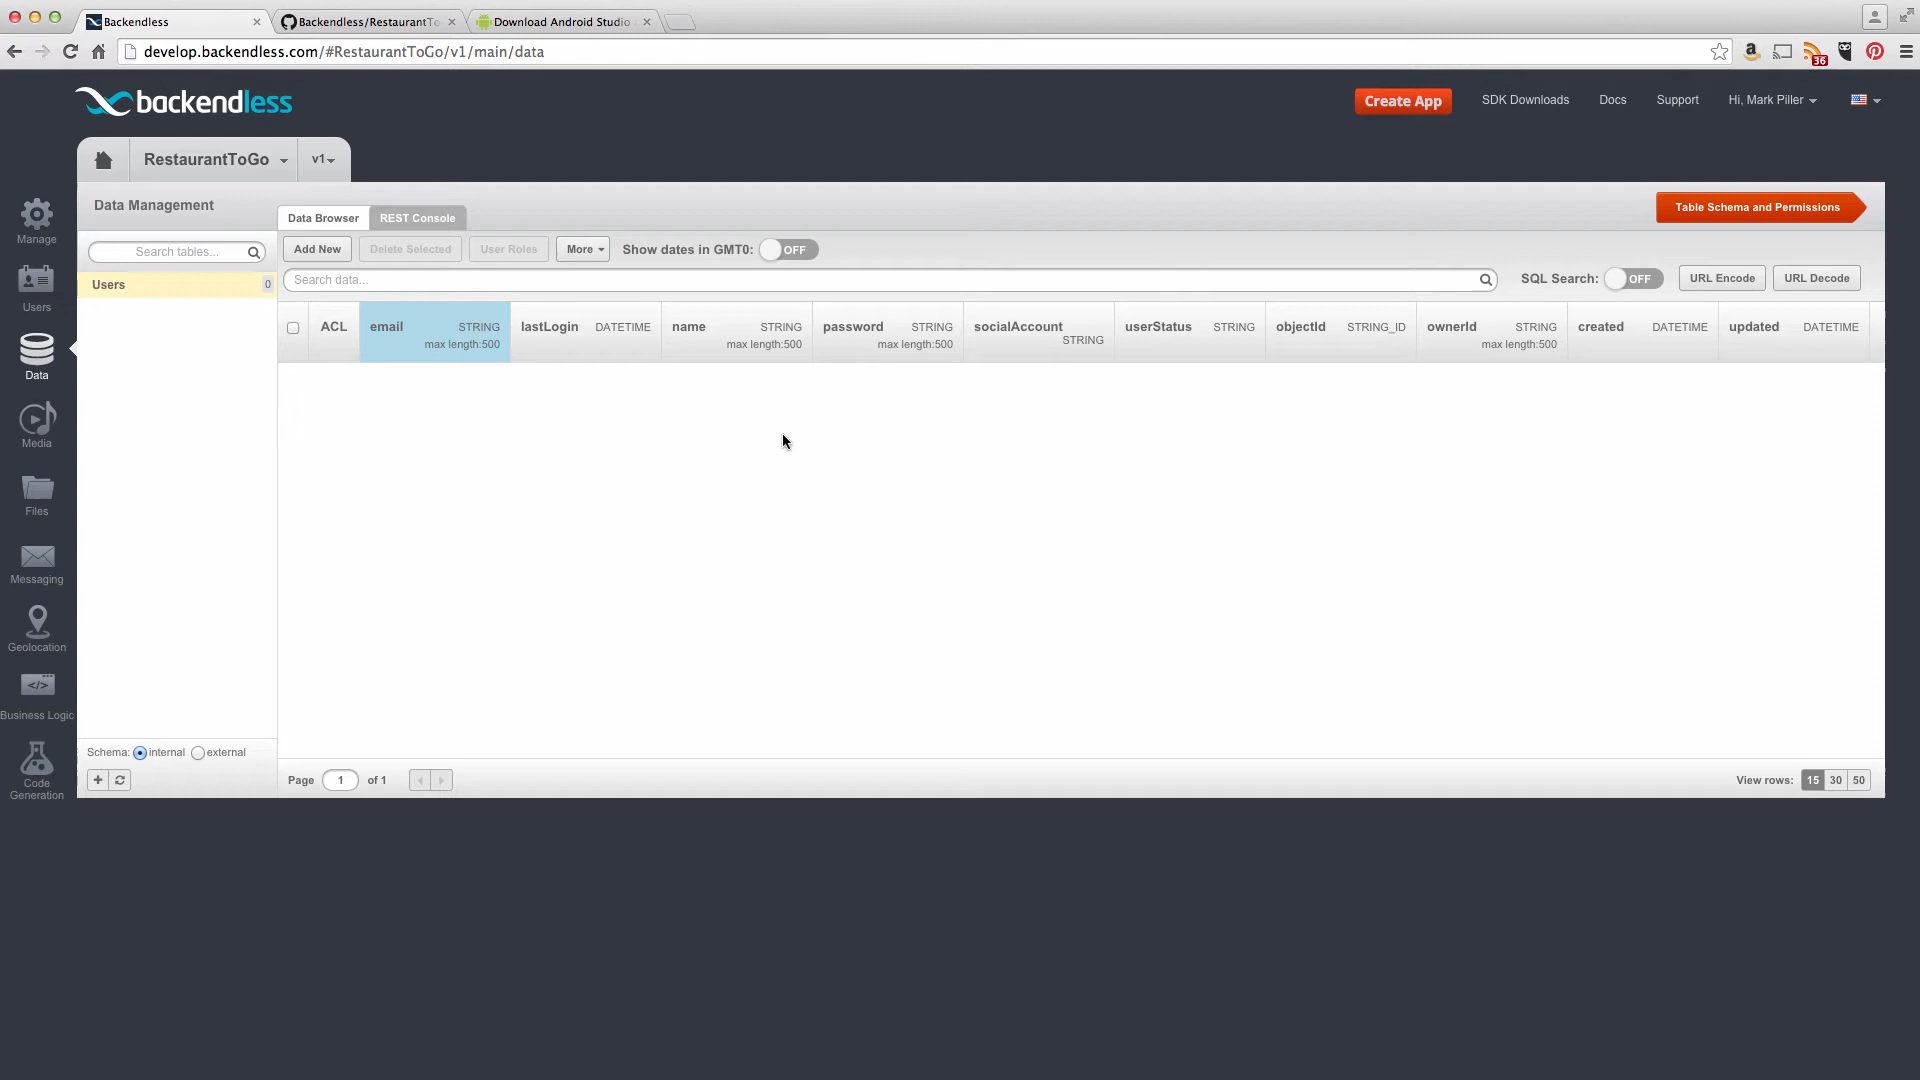 Backendless
Backendless/RestaurantTo
Download Android Studio
develop.backendless.com/#RestaurantToGo/v1/main/data
36
backendless
Create App
SDK Downloads
Docs
Support
Hi, Mark Piller
RestaurantToGo
v1
Data Management
Data Browser
REST Console
Table Schema and Permissions
Manage
Users
Data
Media
Files
Messaging
Geolocation
Business Logic
Code
Generation
Search tables...
Users 0
Add New
Delete Selected
User Roles
More
Show dates in GMT0:
OFF
Search data...
SQL Search:
OFF
URL Encode
URL Decode
ACL
email STRING
max length:500
lastLogin DATETIME
name STRING
max length:500
password STRING
max length:500
socialAccount
STRING
userStatus STRING
objectId STRING_ID
ownerId STRING
max length:500
created DATETIME
updated DATETIME
Schema: internal external
Page 1 of 1
View rows: 15 30 50